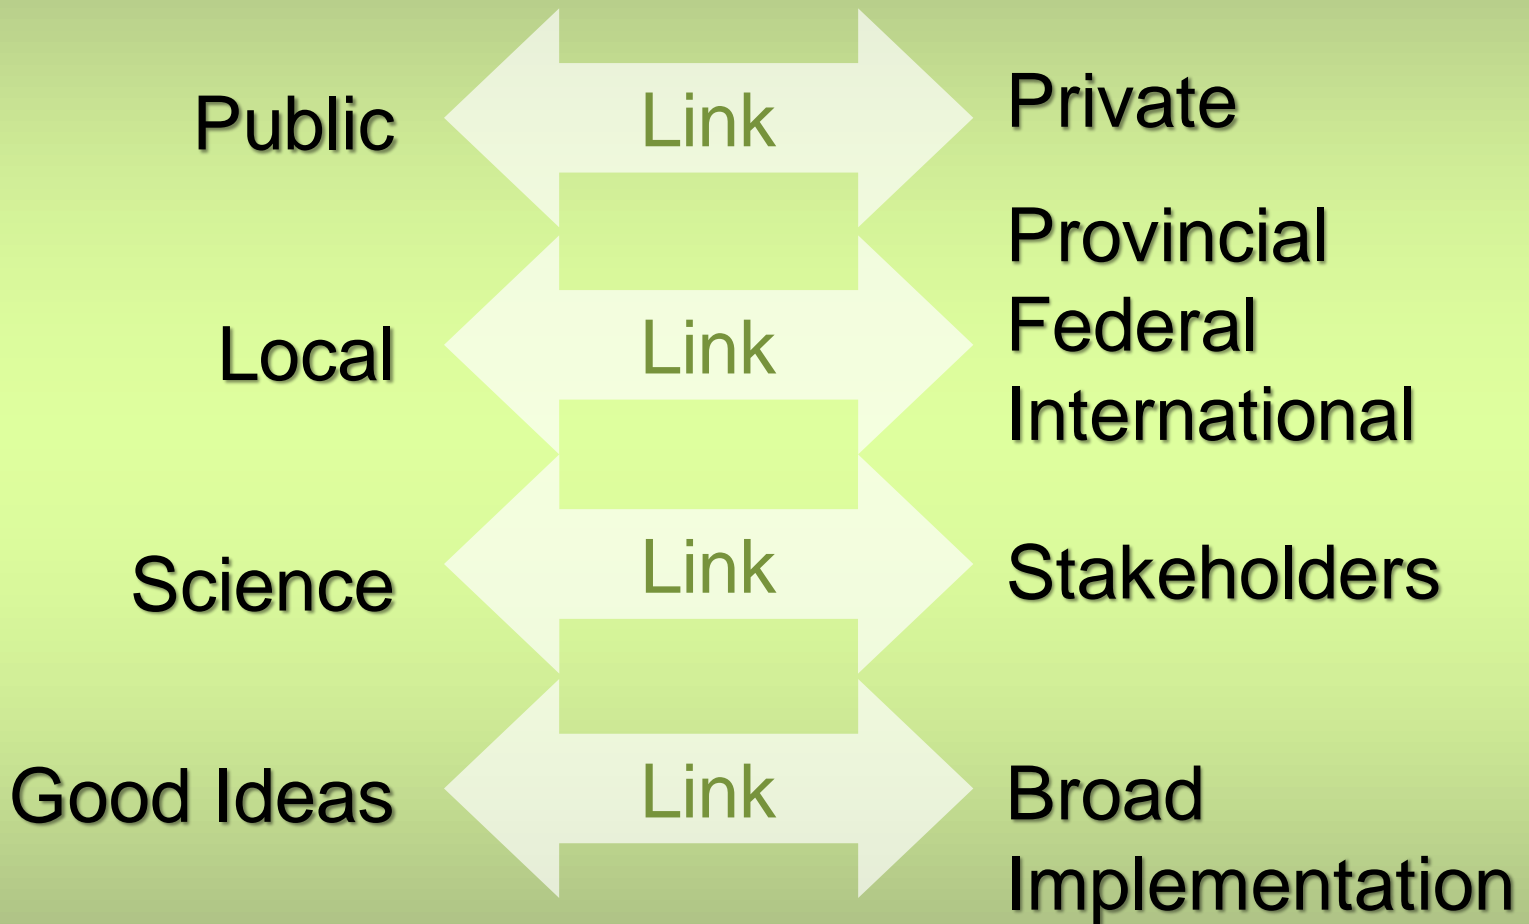 Public Link Private
Provincial
Local Link Federal
International
Science Link Stakeholders
Good Ideas Link Broad
Implementation